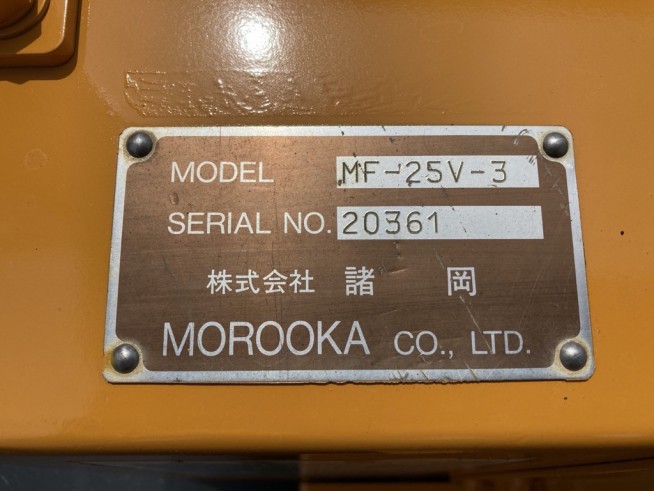 MODEL MF-25V-3
SERIAL NO. 20361
株式会社 諸 岡
MOROOKA CO., LTD.